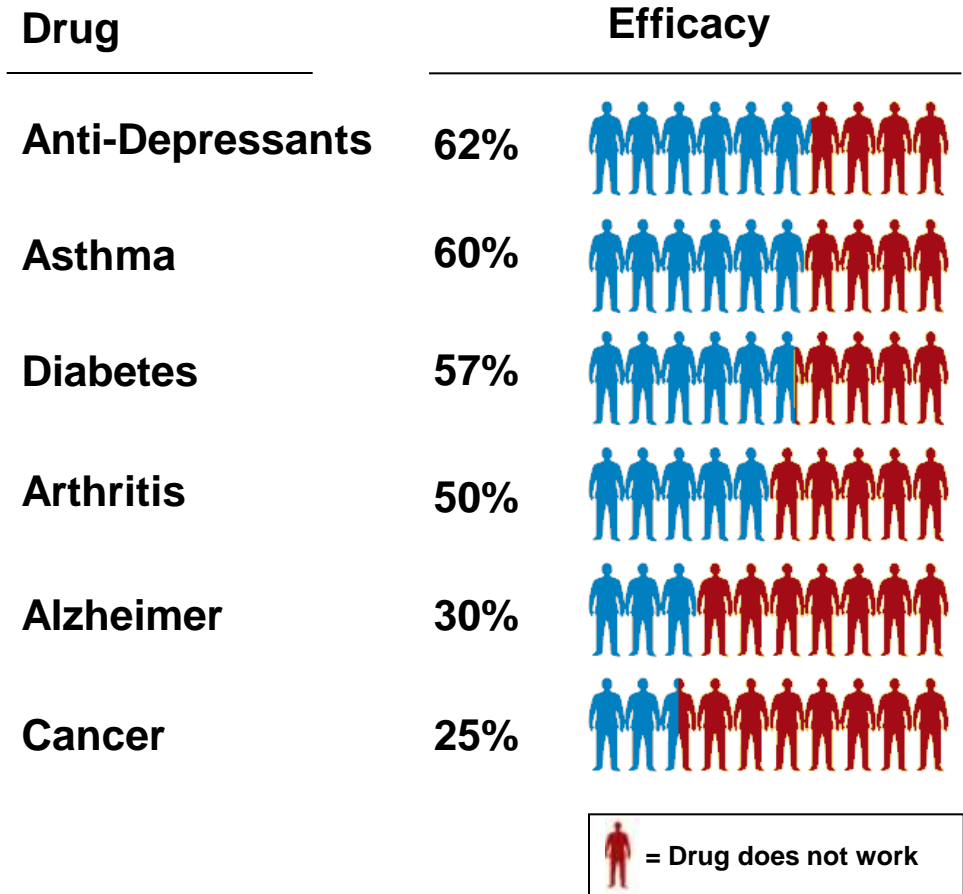 Drug Efficacy
Anti-Depressants 62%
Asthma 60%
Diabetes 57%
Arthritis 50%
Alzheimer 30%
Cancer 25%
= Drug does not work